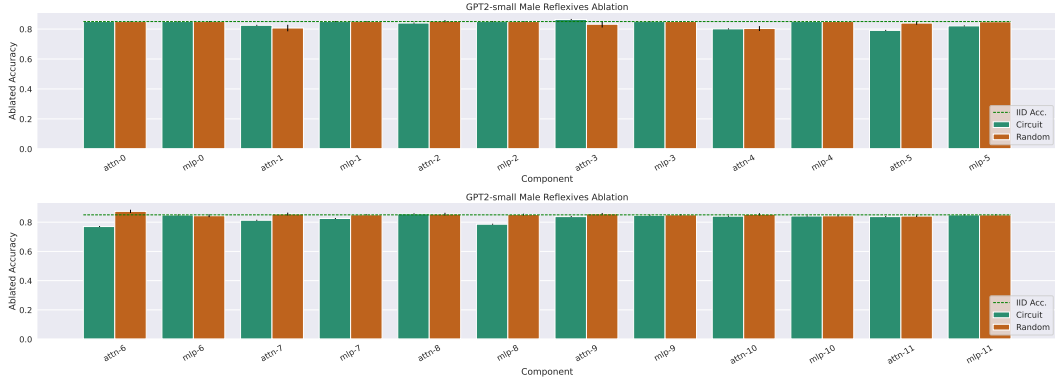 GPT2-small Male Reflexives Ablation
Ablated Accuracy
0.8
0.6
0.4
0.2
0.0
attn-0
mlp-0
attn-1
mlp-1
attn-2
mlp-2
attn-3
mlp-3
attn-4
mlp-4
attn-5
mlp-5
Component
IID Acc.
Circuit
Random
GPT2-small Male Reflexives Ablation
Ablated Accuracy
0.8
0.6
0.4
0.2
0.0
attn-6
mlp-6
attn-7
mlp-7
attn-8
mlp-8
attn-9
mlp-9
attn-10
mlp-10
attn-11
mlp-11
Component
IID Acc.
Circuit
Random